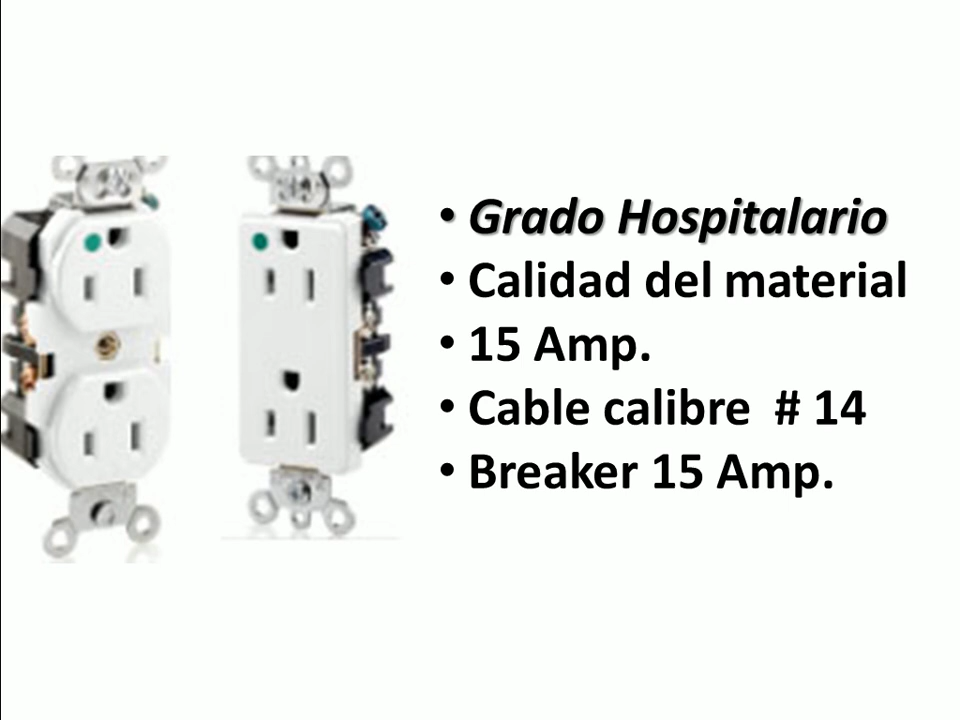 • Grado Hospitalario
• Calidad del material
• 15 Amp.
• Cable calibre # 14
• Breaker 15 Amp.